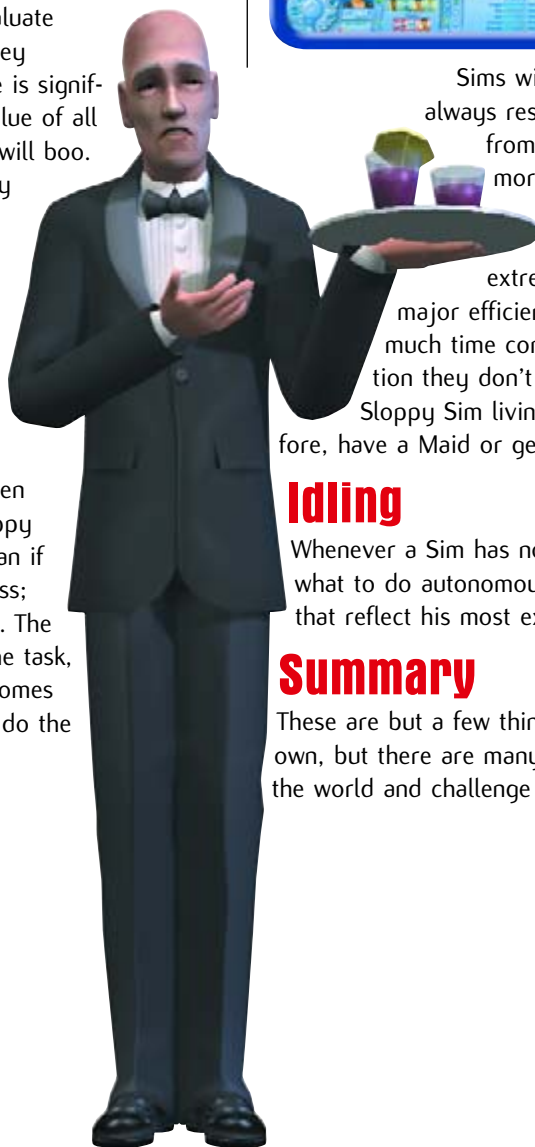 aluate
ey
e is signif-
lue of all
will boo.
y
en
ppy
an if
ss;
. The
ne task,
omes
do the
Sims wi
always res
from
mor
extre
major efficien
much time con
tion they don't
Sloppy Sim livin
fore, have a Maid or ge
Idling
Whenever a Sim has no
what to do autonomou
that reflect his most ex
Summary
These are but a few thin
own, but there are many
the world and challenge